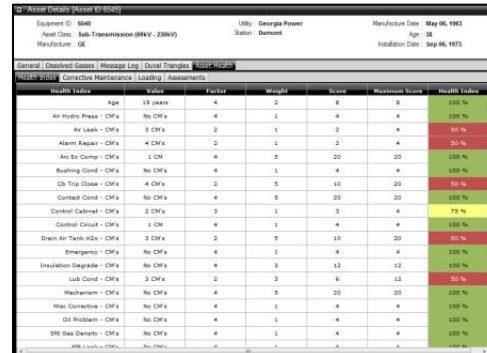 Asset Details [Asset ID 6545]
Equipment ID : 6545 Utility : Georgia Power Manufacture Date : May 06, 1963
Asset Class : Sub-Transmission (69kV - 230kV) Station : Dumont Age : 38
Manufacturer : GE Installation Date : Sep 06, 1973
General Dissolved Gasses Message Log Duval Triangles Asset Health
Health Index Corrective Maintenance Loading Assessments
Health Index Value Factor Weight Score Maximum Score Health Index
Age 19 years 4 2 8 8 100 %
Air Hydro Press - CM's No CM's 4 1 4 4 100 %
Air Leak - CM's 3 CM's 2 1 2 4 50 %
Alarm Repair - CM's 4 CM's 2 1 2 4 50 %
Arc Ex Comp - CM's 1 CM 4 5 20 20 100 %
Bushing Cond - CM's No CM's 4 1 4 4 100 %
Cb Trip Close - CM's 4 CM's 2 5 10 20 50 %
Contact Cond - CM's No CM's 4 5 20 20 100 %
Control Cabinet - CM's 2 CM's 3 1 3 4 75 %
Control Circuit - CM's 1 CM 4 1 4 4 100 %
Drain Air Tank H2o - CM's 3 CM's 2 5 10 20 50 %
Emergency - CM's No CM's 4 1 4 4 100 %
Insulation Degrade - CM's No CM's 4 3 12 12 100 %
Lub Cond - CM's 3 CM's 2 3 6 12 50 %
Mechanism - CM's No CM's 4 5 20 20 100 %
Misc Corrective - CM's No CM's 4 1 4 4 100 %
Oil Problem - CM's No CM's 4 1 4 4 100 %
Sf6 Gas Density - CM's No CM's 4 1 4 4 100 %
Sf6 Leak - CM's No CM's 4 1 4 4 100 %